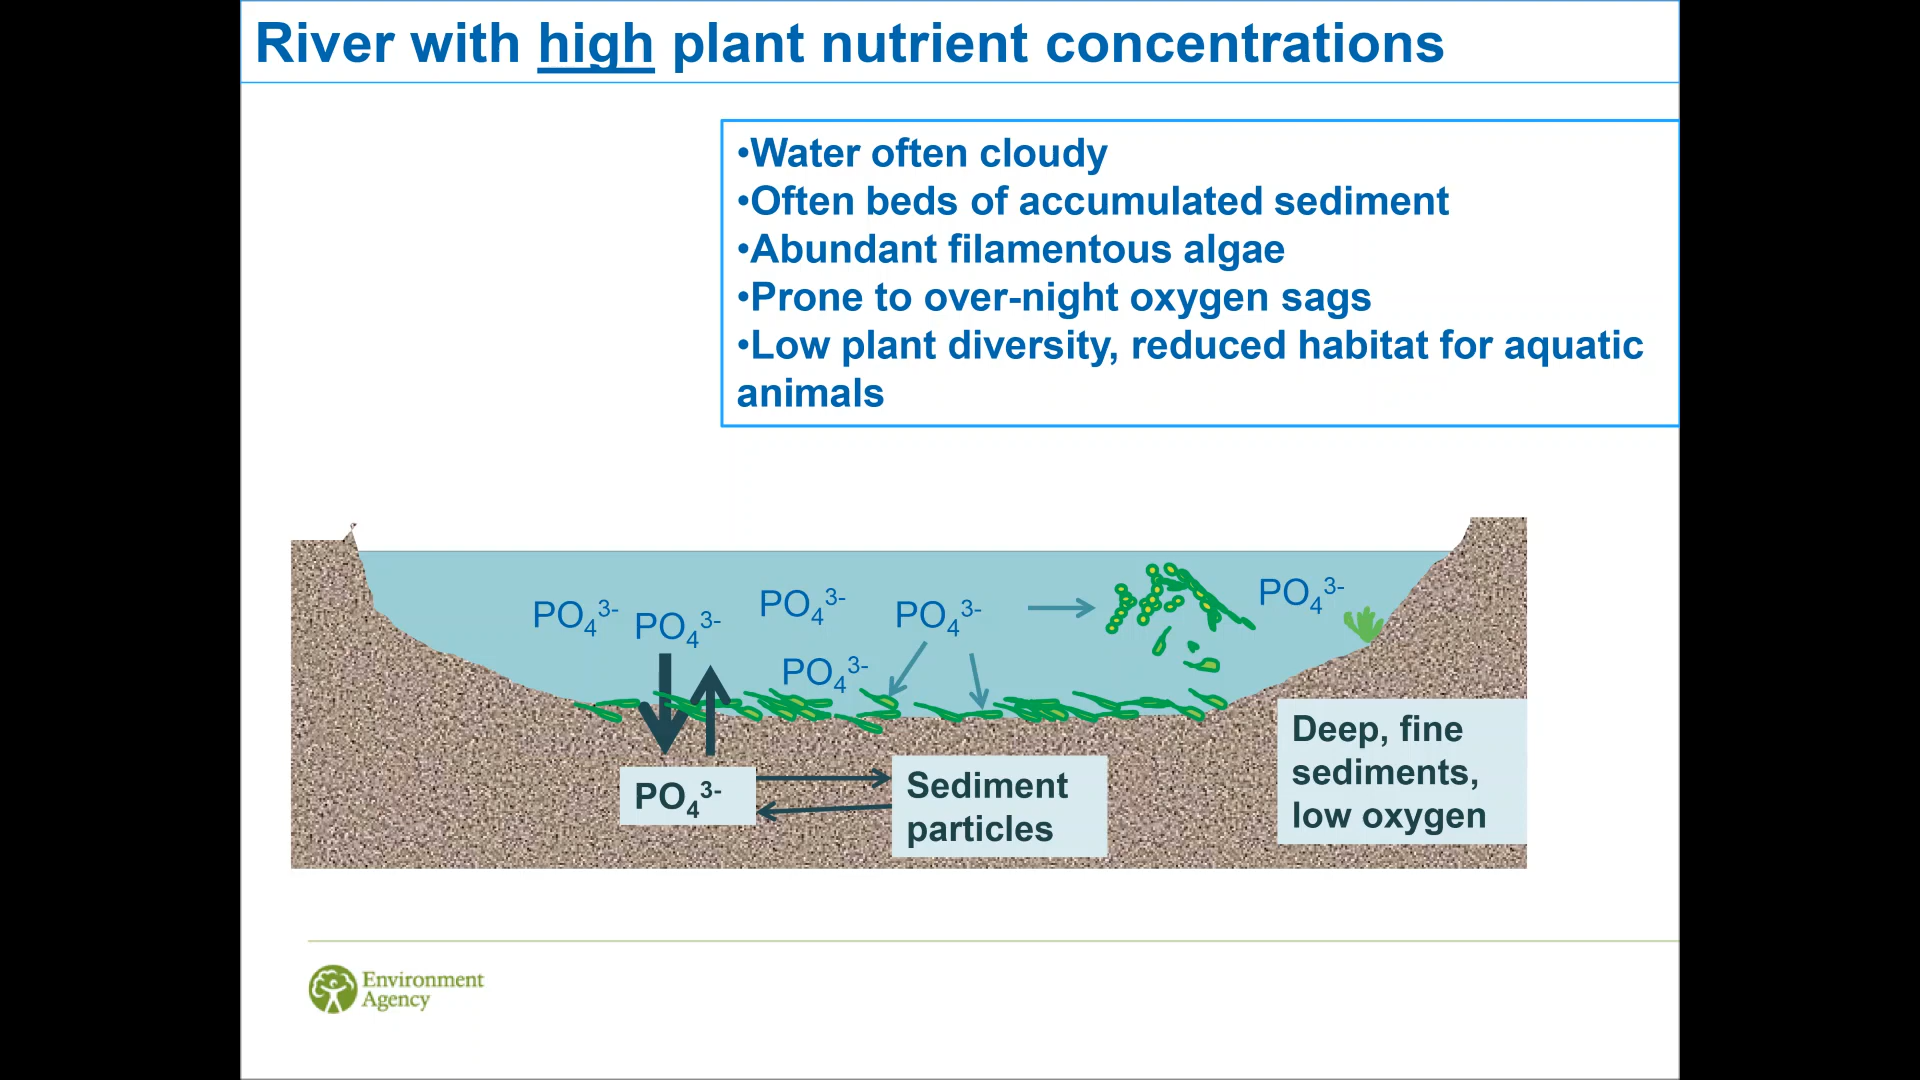 River with high plant nutrient concentrations
•Water often cloudy
•Often beds of accumulated sediment
•Abundant filamentous algae
•Prone to over-night oxygen sags
•Low plant diversity, reduced habitat for aquatic
animals
PO₄³⁻
PO₄³⁻
PO₄³⁻
PO₄³⁻
PO₄³⁻
PO₄³⁻
PO₄³⁻
Sediment
particles
Deep, fine
sediments,
low oxygen
Environment
Agency